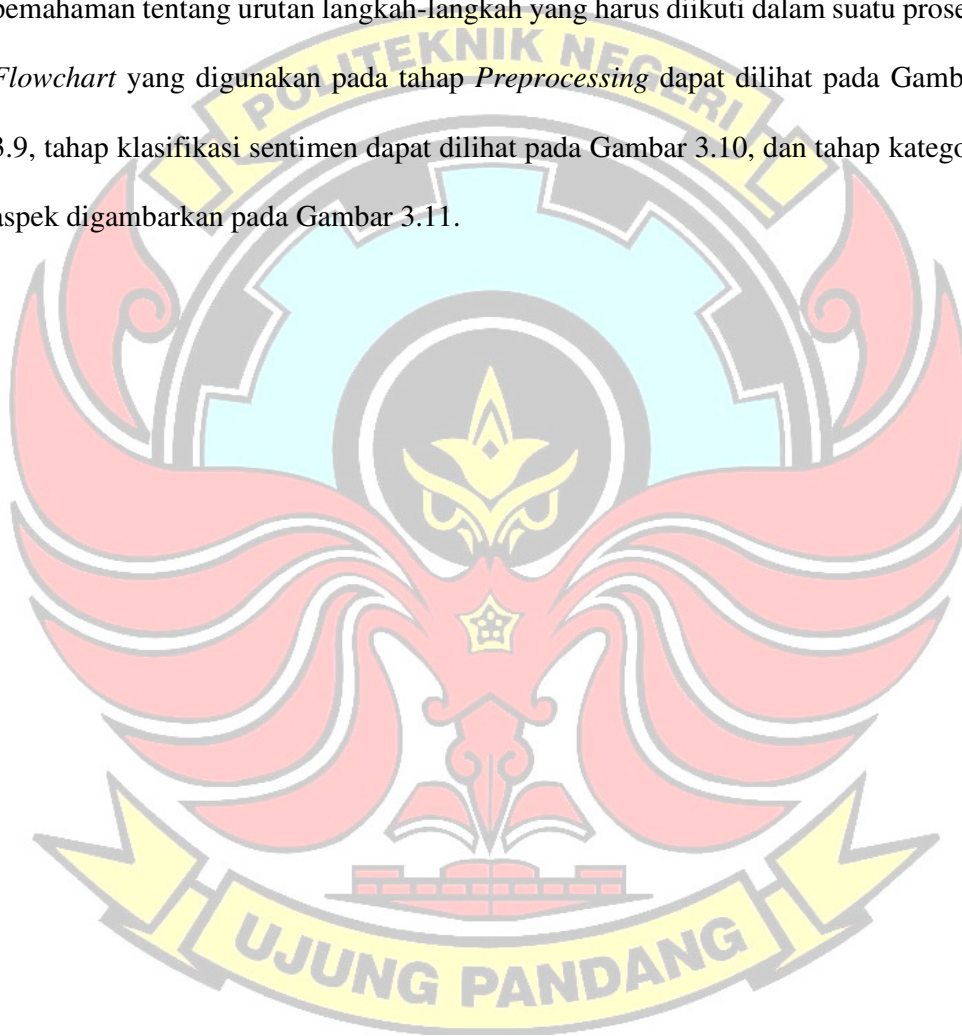 pemahaman tentang urutan langkah-langkah yang harus diikuti dalam suatu prose
Flowchart yang digunakan pada tahap Preprocessing dapat dilihat pada Gamb
3.9, tahap klasifikasi sentimen dapat dilihat pada Gambar 3.10, dan tahap katego
aspek digambarkan pada Gambar 3.11.
POLITEKNIK NEGERI
UJUNG PANDANG